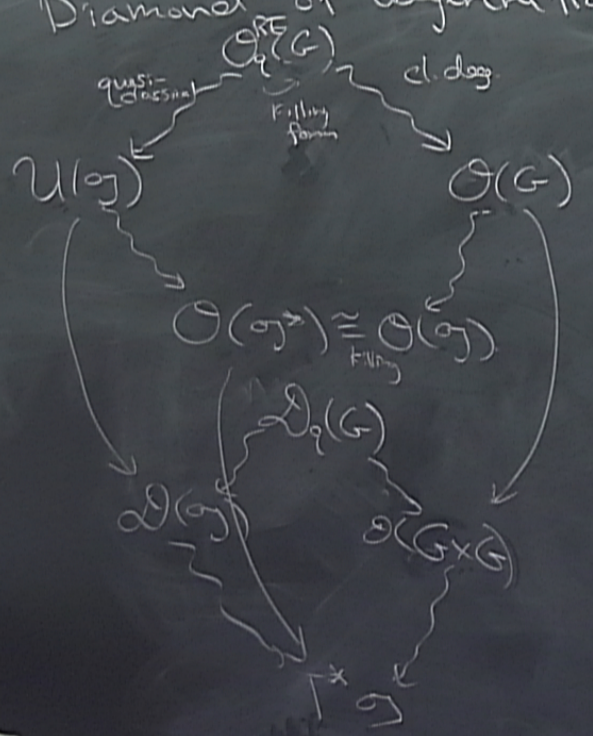 Diamond of
O_q^{RE}(G)
quasi-classical cl. deg.
Killing form
U(𝔤) O(G)
O(𝔤*) ≅ O(𝔤)
Killing
D_q(G)
D(𝔤) O(G×G)
T*𝔤